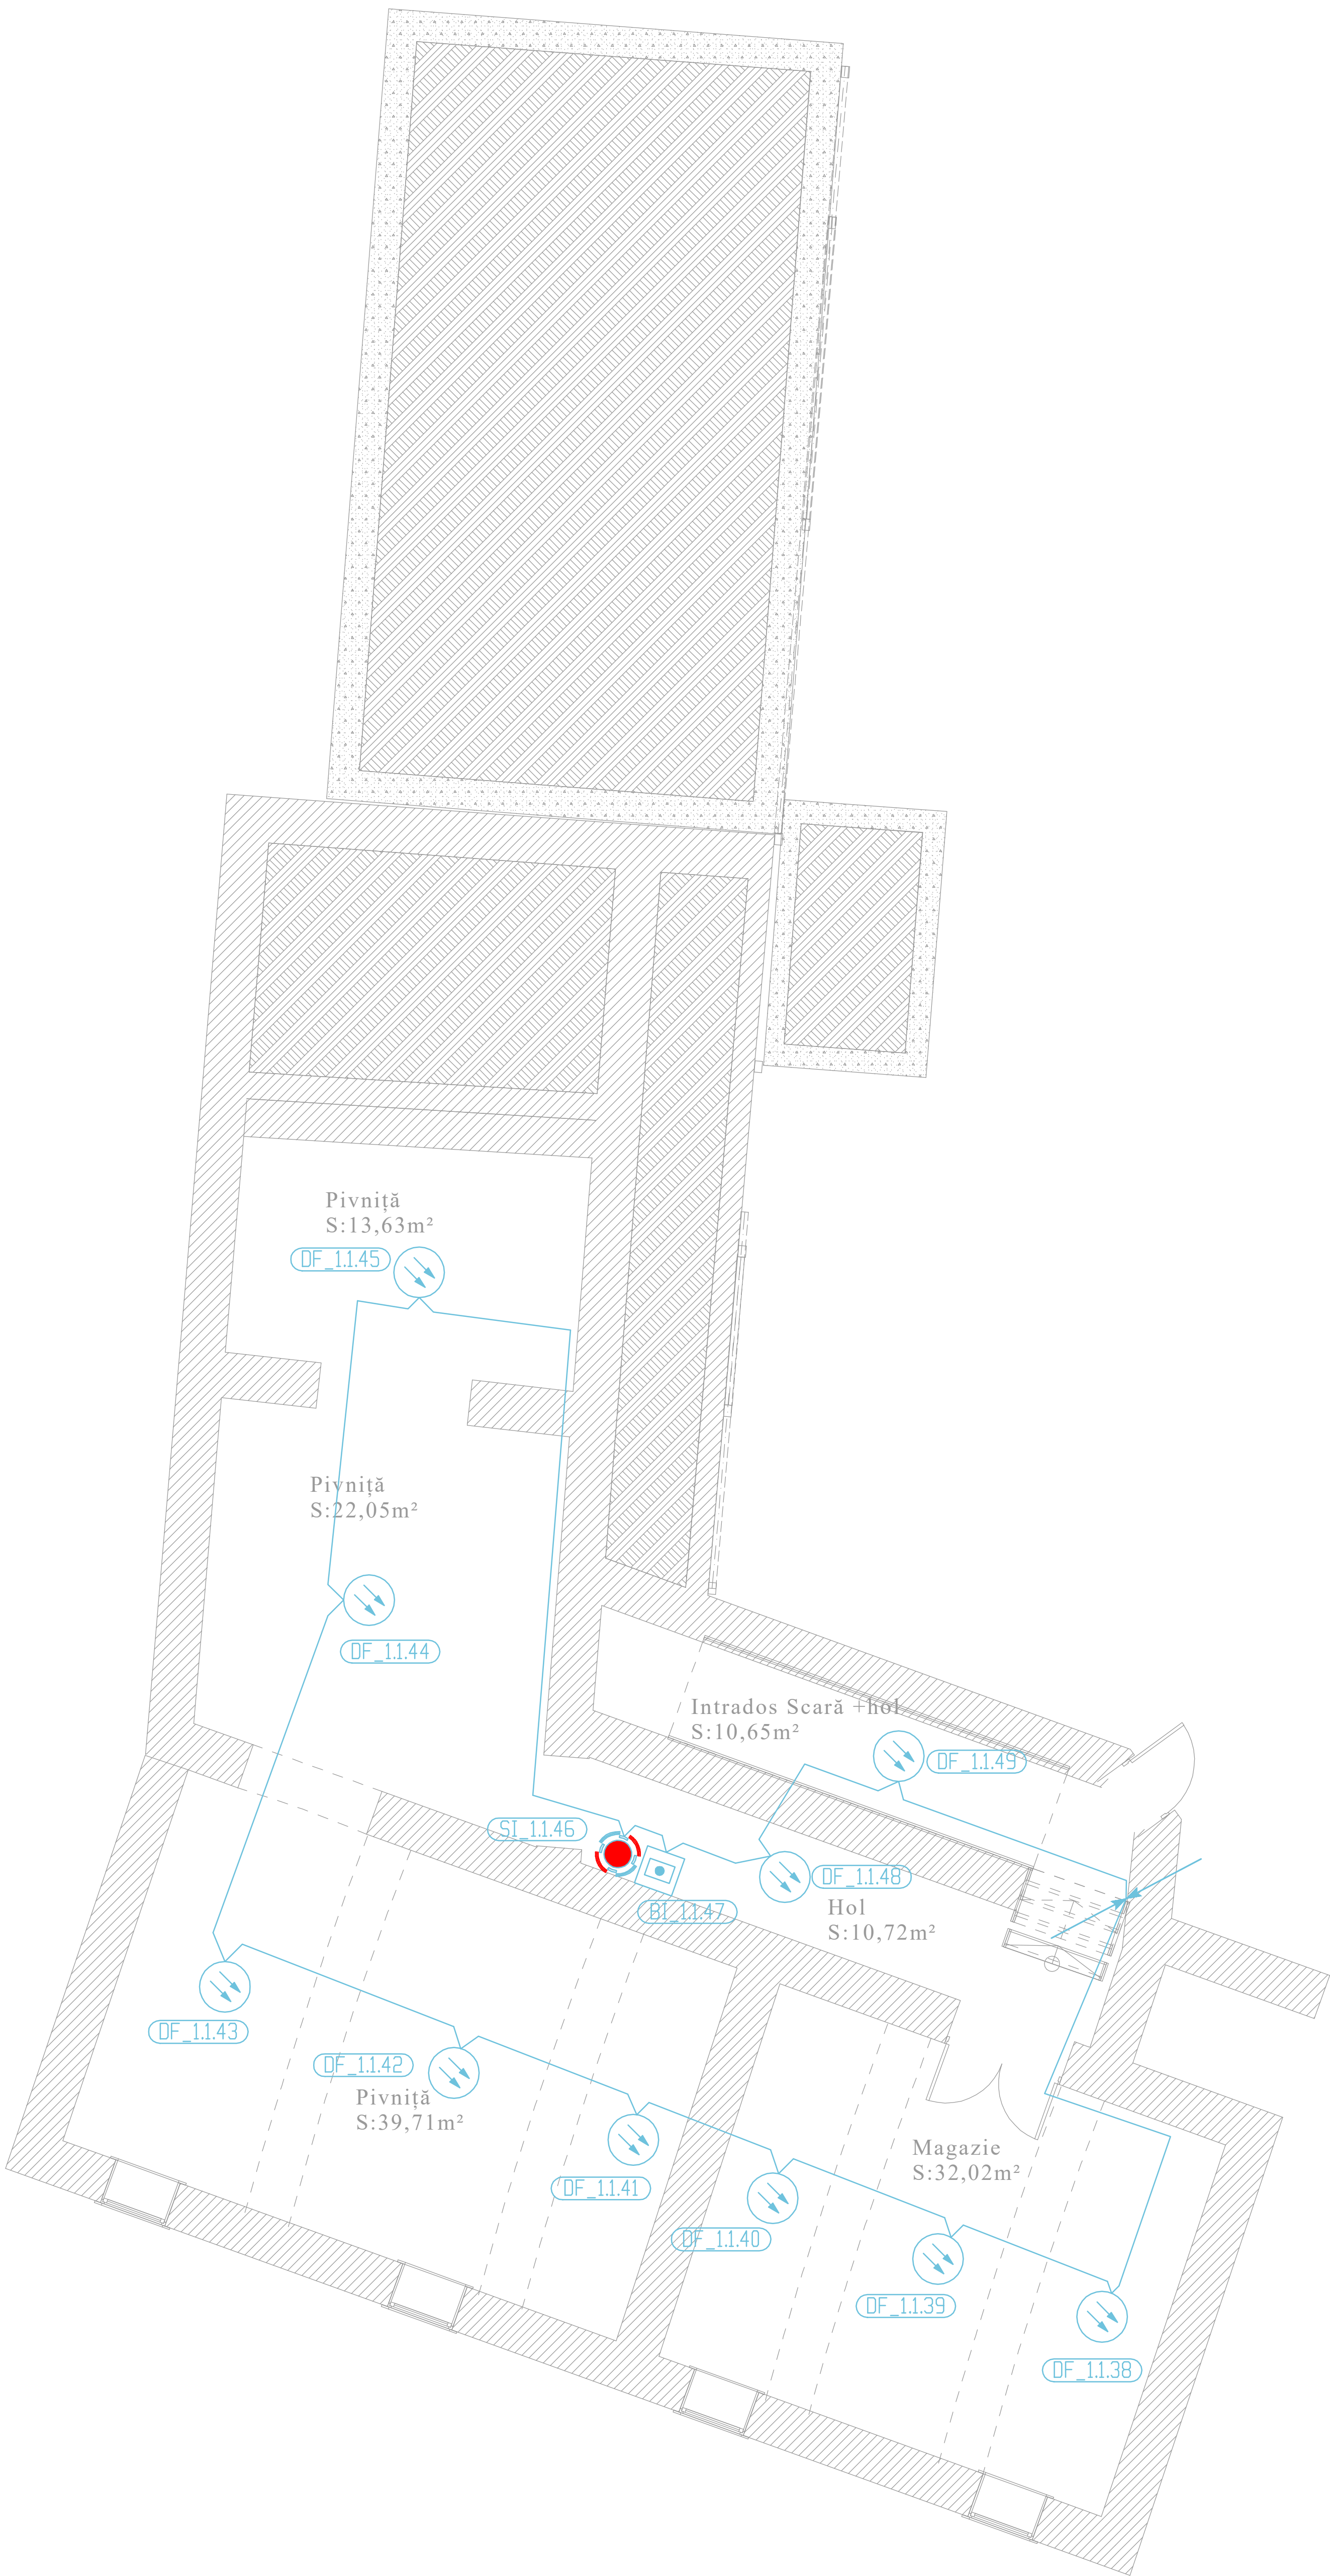 Pivniță
S:13,63m²
DF_1.1.45
Pivniță
S:22,05m²
DF_1.1.44
Intrados Scară +hol
S:10,65m²
DF_1.1.49
SI_1.1.46
DF_1.1.48
BI_1.1.47
Hol
S:10,72m²
DF_1.1.43
DF_1.1.42
Pivniță
S:39,71m²
Magazie
S:32,02m²
DF_1.1.41
DF_1.1.40
DF_1.1.39
DF_1.1.38